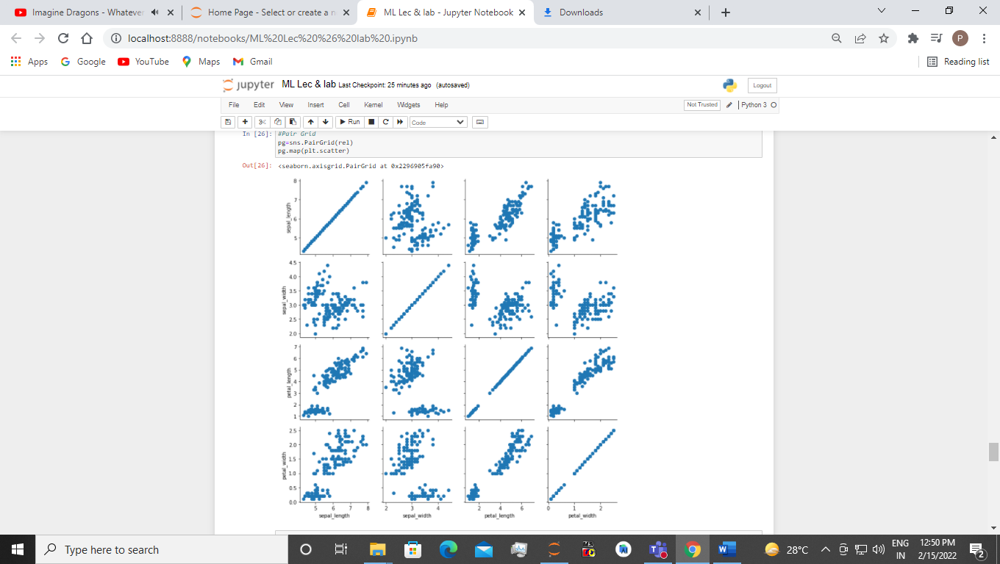 Imagine Dragons - Whatever
Home Page - Select or create a n
ML Lec & lab - Jupyter Notebook
Downloads
localhost:8888/notebooks/ML%20Lec%20%26%20lab%20.ipynb
P
Apps
Google
YouTube
Maps
Gmail
Reading list
jupyter
ML Lec & lab Last Checkpoint: 25 minutes ago (autosaved)
Logout
File
Edit
View
Insert
Cell
Kernel
Widgets
Help
Not Trusted
Python 3
Run
Code
In [26]:
#Pair Grid
pg=sns.PairGrid(rel)
pg.map(plt.scatter)
Out[26]: <seaborn.axisgrid.PairGrid at 0x2296905fa90>
8
7
6
5
sepal_length
4.5
4.0
3.5
3.0
2.5
2.0
sepal_width
7
6
5
4
3
2
1
petal_length
2.5
2.0
1.5
1.0
0.5
0.0
petal_width
5 6 7 8
2 3 4
2 4 6
0 1 2
sepal_length
sepal_width
petal_length
petal_width
Type here to search
28°C
ENG
IN
12:50 PM
2/15/2022
2